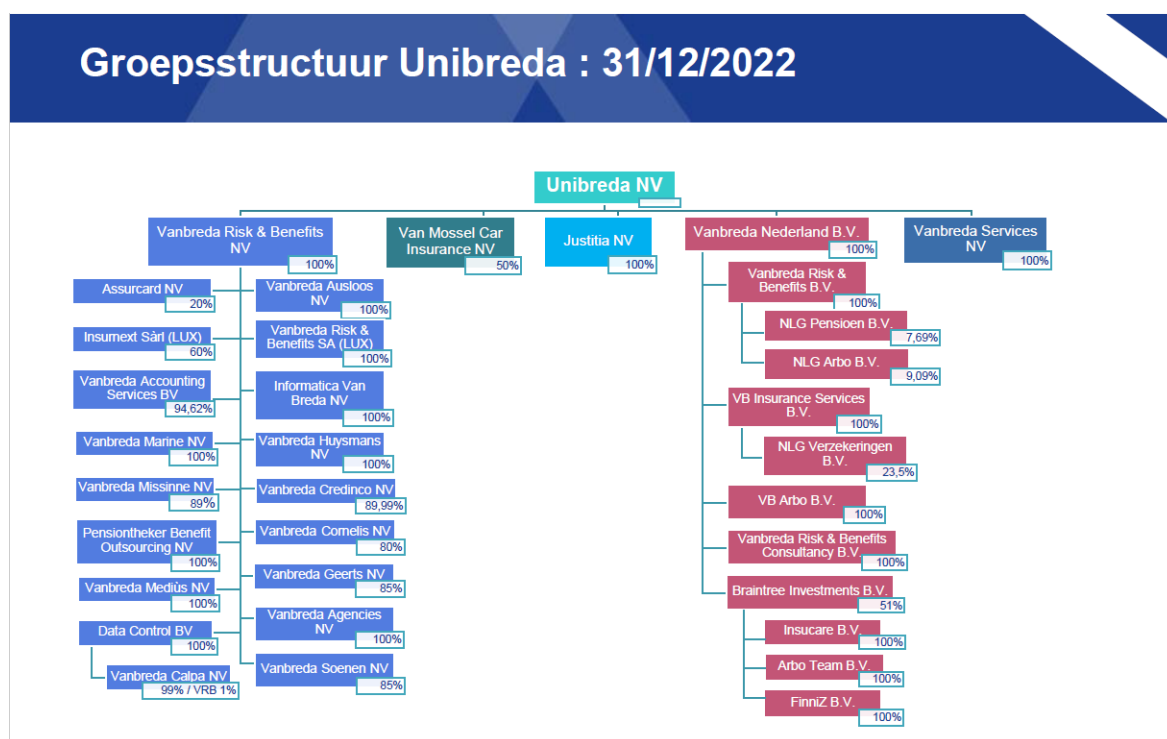 Groepsstructuur Unibreda : 31/12/2022
Unibreda NV
Vanbreda Risk & Benefits
NV
100%
Van Mossel Car
Insurance NV
50%
Justitia NV
100%
Vanbreda Nederland B.V.
100%
Vanbreda Services
NV
100%
Assurcard NV
20%
Insurnext Sàrl (LUX)
60%
Vanbreda Accounting
Services BV
94,62%
Vanbreda Marine NV
100%
Vanbreda Missinne NV
89%
Pensiontheker Benefit
Outsourcing NV
100%
Vanbreda Mediùs NV
100%
Data Control BV
100%
Vanbreda Calpa NV
99% / VRB 1%
Vanbreda Ausloos
NV
100%
Vanbreda Risk &
Benefits SA (LUX)
100%
Informatica Van
Breda NV
100%
Vanbreda Huysmans
NV
100%
Vanbreda Credinco NV
89,99%
Vanbreda Cornelis NV
80%
Vanbreda Geerts NV
85%
Vanbreda Agencies
NV
100%
Vanbreda Soenen NV
85%
Vanbreda Risk &
Benefits B.V.
100%
NLG Pensioen B.V.
7,69%
NLG Arbo B.V.
9,09%
VB Insurance Services
B.V.
100%
NLG Verzekeringen
B.V.
23,5%
VB Arbo B.V.
100%
Vanbreda Risk & Benefits
Consultancy B.V.
100%
Braintree Investments B.V.
51%
Insucare B.V.
100%
Arbo Team B.V.
100%
FinniZ B.V.
100%